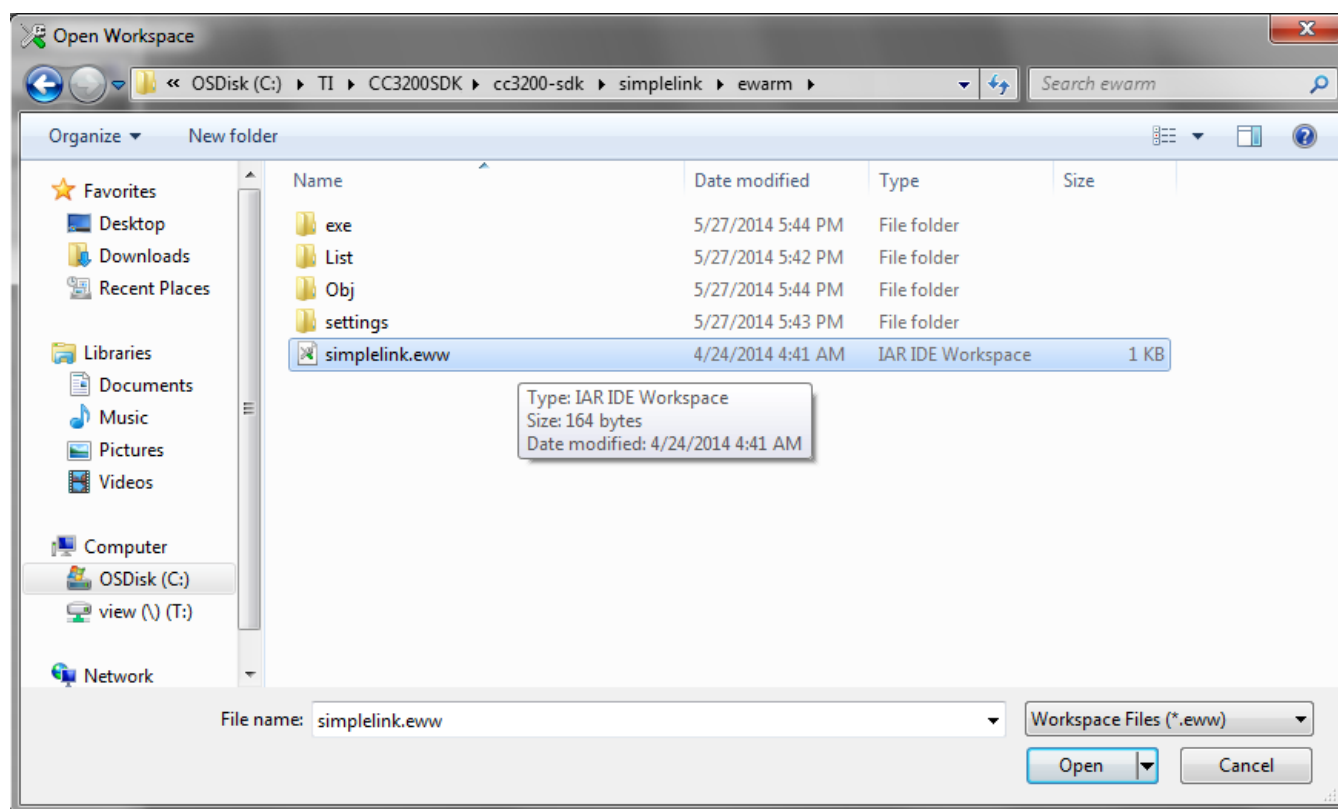 Open Workspace
« OSDisk (C:) TI CC3200SDK cc3200-sdk simplelink ewarm Search ewarm
Organize New folder
Name Date modified Type Size
Favorites
Desktop
Downloads
Recent Places
Libraries
Documents
Music
Pictures
Videos
Computer
OSDisk (C:)
view (\) (T:)
Network
exe 5/27/2014 5:44 PM File folder
List 5/27/2014 5:42 PM File folder
Obj 5/27/2014 5:44 PM File folder
settings 5/27/2014 5:43 PM File folder
simplelink.eww 4/24/2014 4:41 AM IAR IDE Workspace 1 KB
Type: IAR IDE Workspace
Size: 164 bytes
Date modified: 4/24/2014 4:41 AM
File name: simplelink.eww Workspace Files (*.eww)
Open Cancel